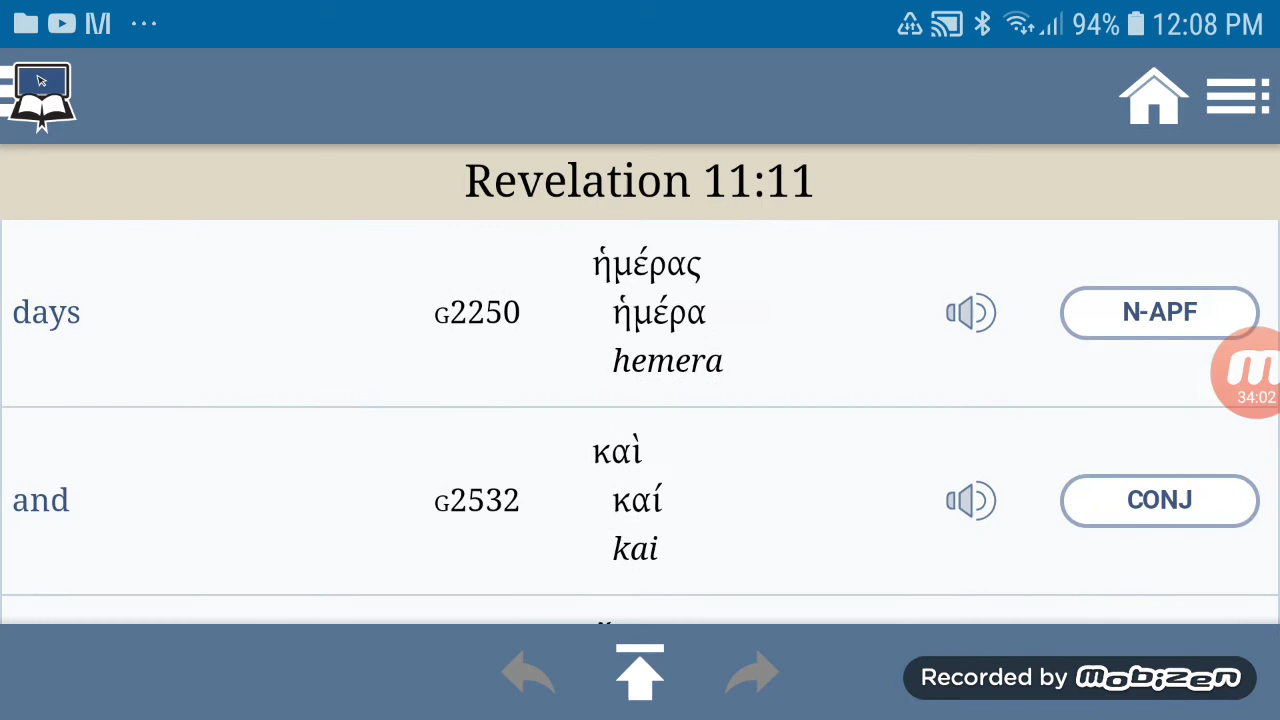 94% 12:08 PM
Revelation 11:11
days G2250 ἡμέρας
ἡμέρα
hemera
N-APF
34:02
and G2532 καὶ
καί
kai
CONJ
Recorded by mobizen